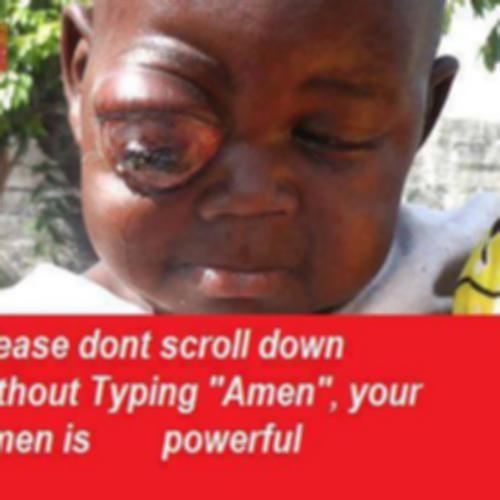 ease dont scroll down
thout Typing "Amen", your
men is powerful